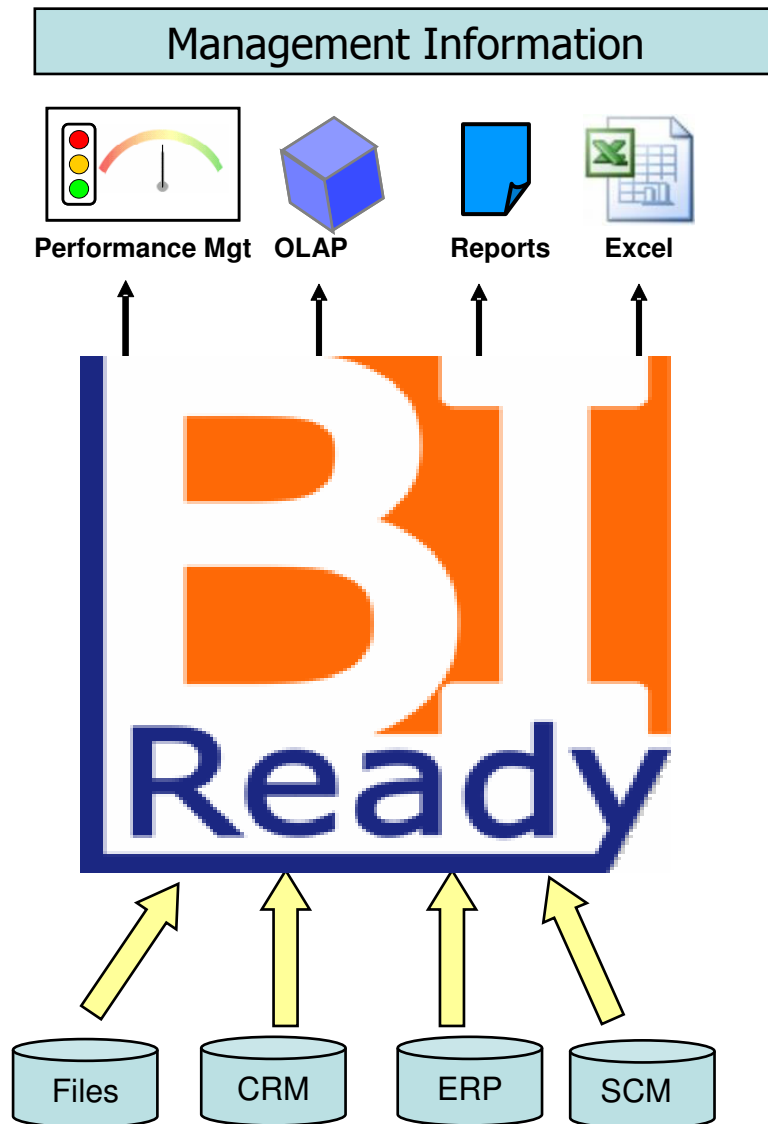 Management Information
Performance Mgt OLAP Reports Excel
BI
Ready
Files CRM ERP SCM